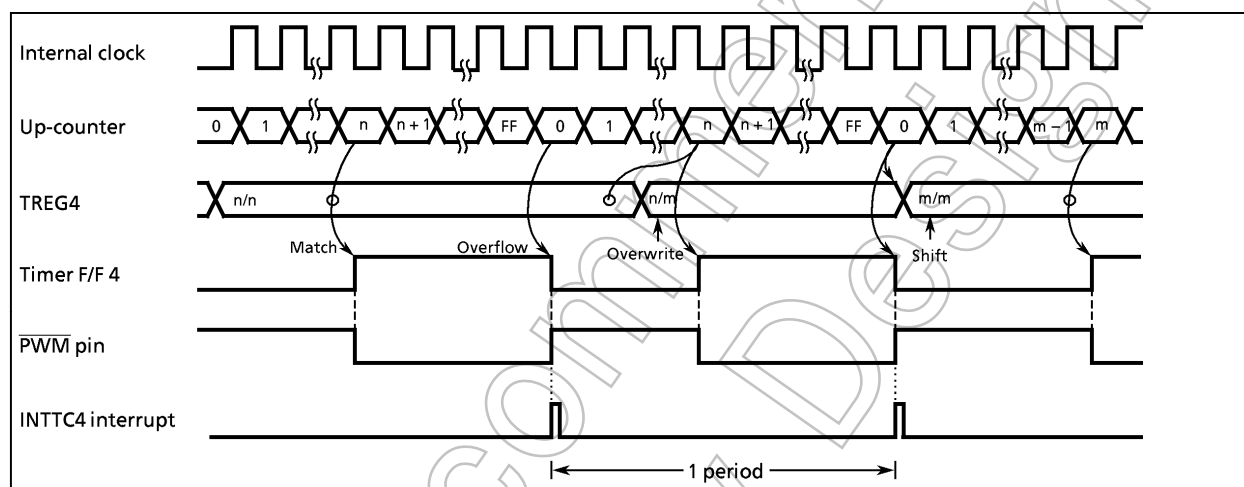 Internal clock
Up-counter
0 1 n n + 1 FF 0 1 n n + 1 FF 0 1 m – 1 m
TREG4
n/n n/m m/m
Match Overflow Overwrite Shift
Timer F/F 4
PWM pin
INTTC4 interrupt
1 period